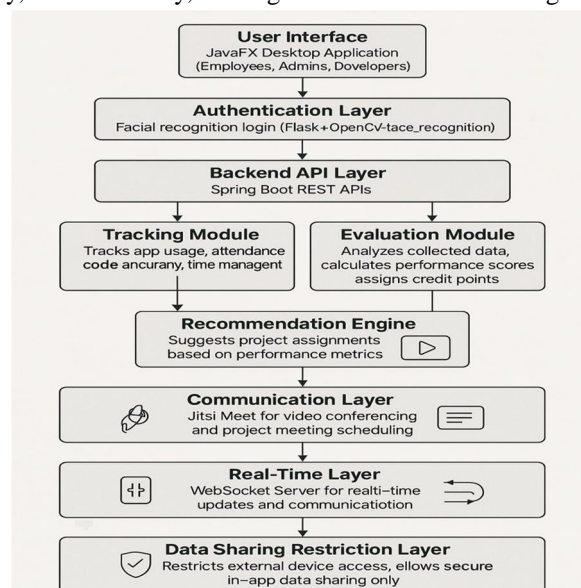 User Interface
JavaFX Desktop Application
(Employees, Admins, Dovelopers)
Authentication Layer
Facial recognition login (Flask+OpenCV-tace_recognition)
Backend API Layer
Spring Boot REST APIs
Tracking Module
Tracks app usage, attendance
code ancurany, time managent
Evaluation Module
Analyzes collected data,
calculates performance scores
assigns credit points
Recommendation Engine
Suggests project assignments
based on performance metrics
Communication Layer
Jitsi Meet for video conferencing
and project meeting scheduling
Real-Time Layer
WebSocket Server for realti-time
updates and communicatiotion
Data Sharing Restriction Layer
Restricts external device access, ellows secure
in-app data sharing only